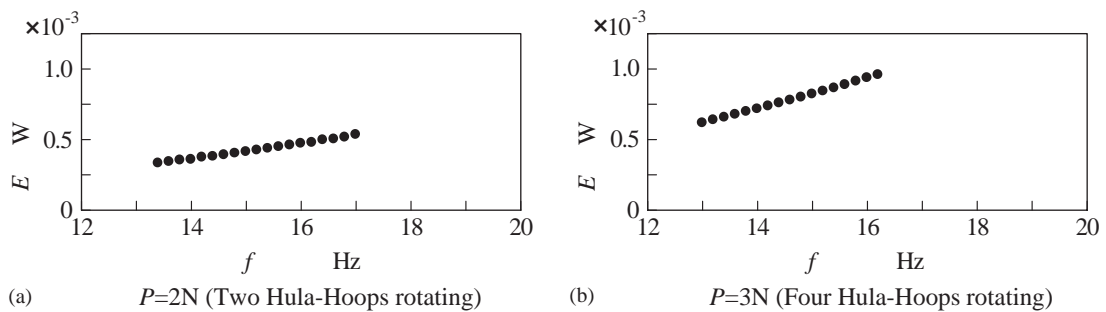 ×10⁻³
1.0
0.5
0
E W
12 14 16 18 20
f Hz
(a) P=2N (Two Hula-Hoops rotating)
×10⁻³
1.0
0.5
0
E W
12 14 16 18 20
f Hz
(b) P=3N (Four Hula-Hoops rotating)